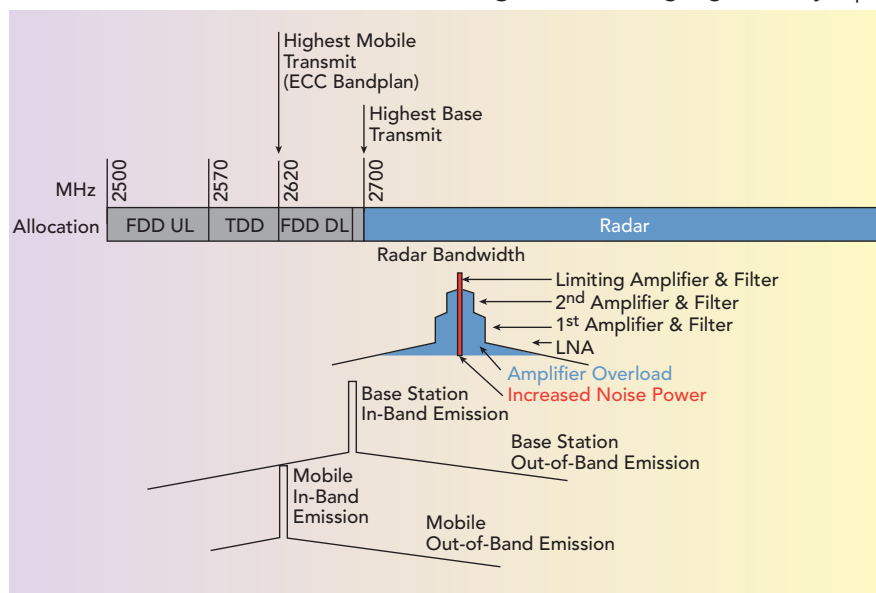 Highest Mobile
Transmit
(ECC Bandplan)
Highest Base
Transmit
MHz
2500
2570
2620
2700
Allocation
FDD UL
TDD
FDD DL
Radar
Radar Bandwidth
Limiting Amplifier & Filter
2nd Amplifier & Filter
1st Amplifier & Filter
LNA
Amplifier Overload
Increased Noise Power
Base Station
In-Band Emission
Base Station
Out-of-Band Emission
Mobile
In-Band
Emission
Mobile
Out-of-Band Emission